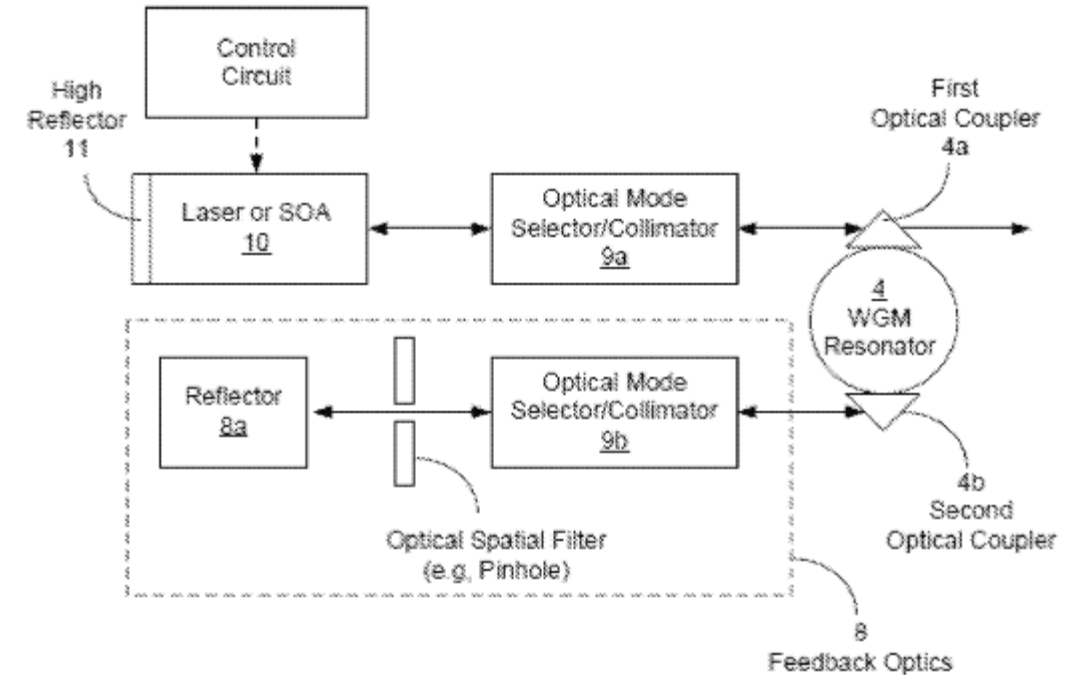 Control
Circuit
High
Reflector
11
Laser or SOA
10
Optical Mode
Selector/Collimator
9a
First
Optical Coupler
4a
4
WGM
Resonator
Reflector
8a
Optical Mode
Selector/Collimator
9b
Optical Spatial Filter
(e.g, Pinhole)
4b
Second
Optical Coupler
8
Feedback Optics